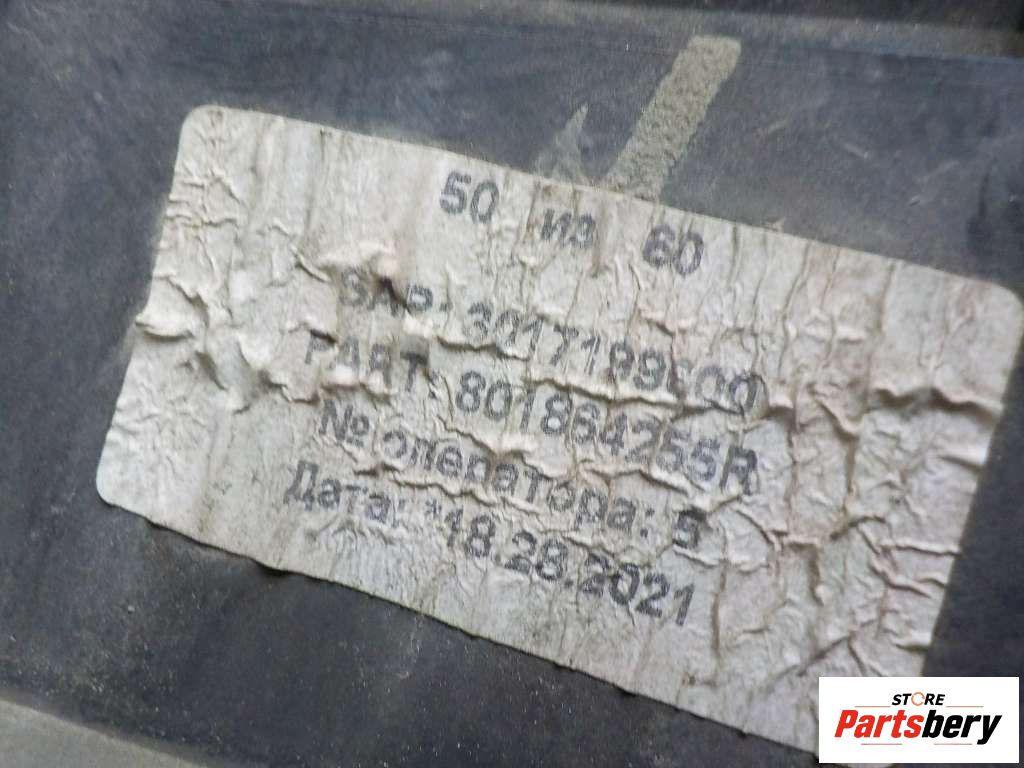 50 из 60
SAP: 3017199600
PART: 801864255R
№ оператора: 5
Дата: *18.28.2021
STORE
Partsbery